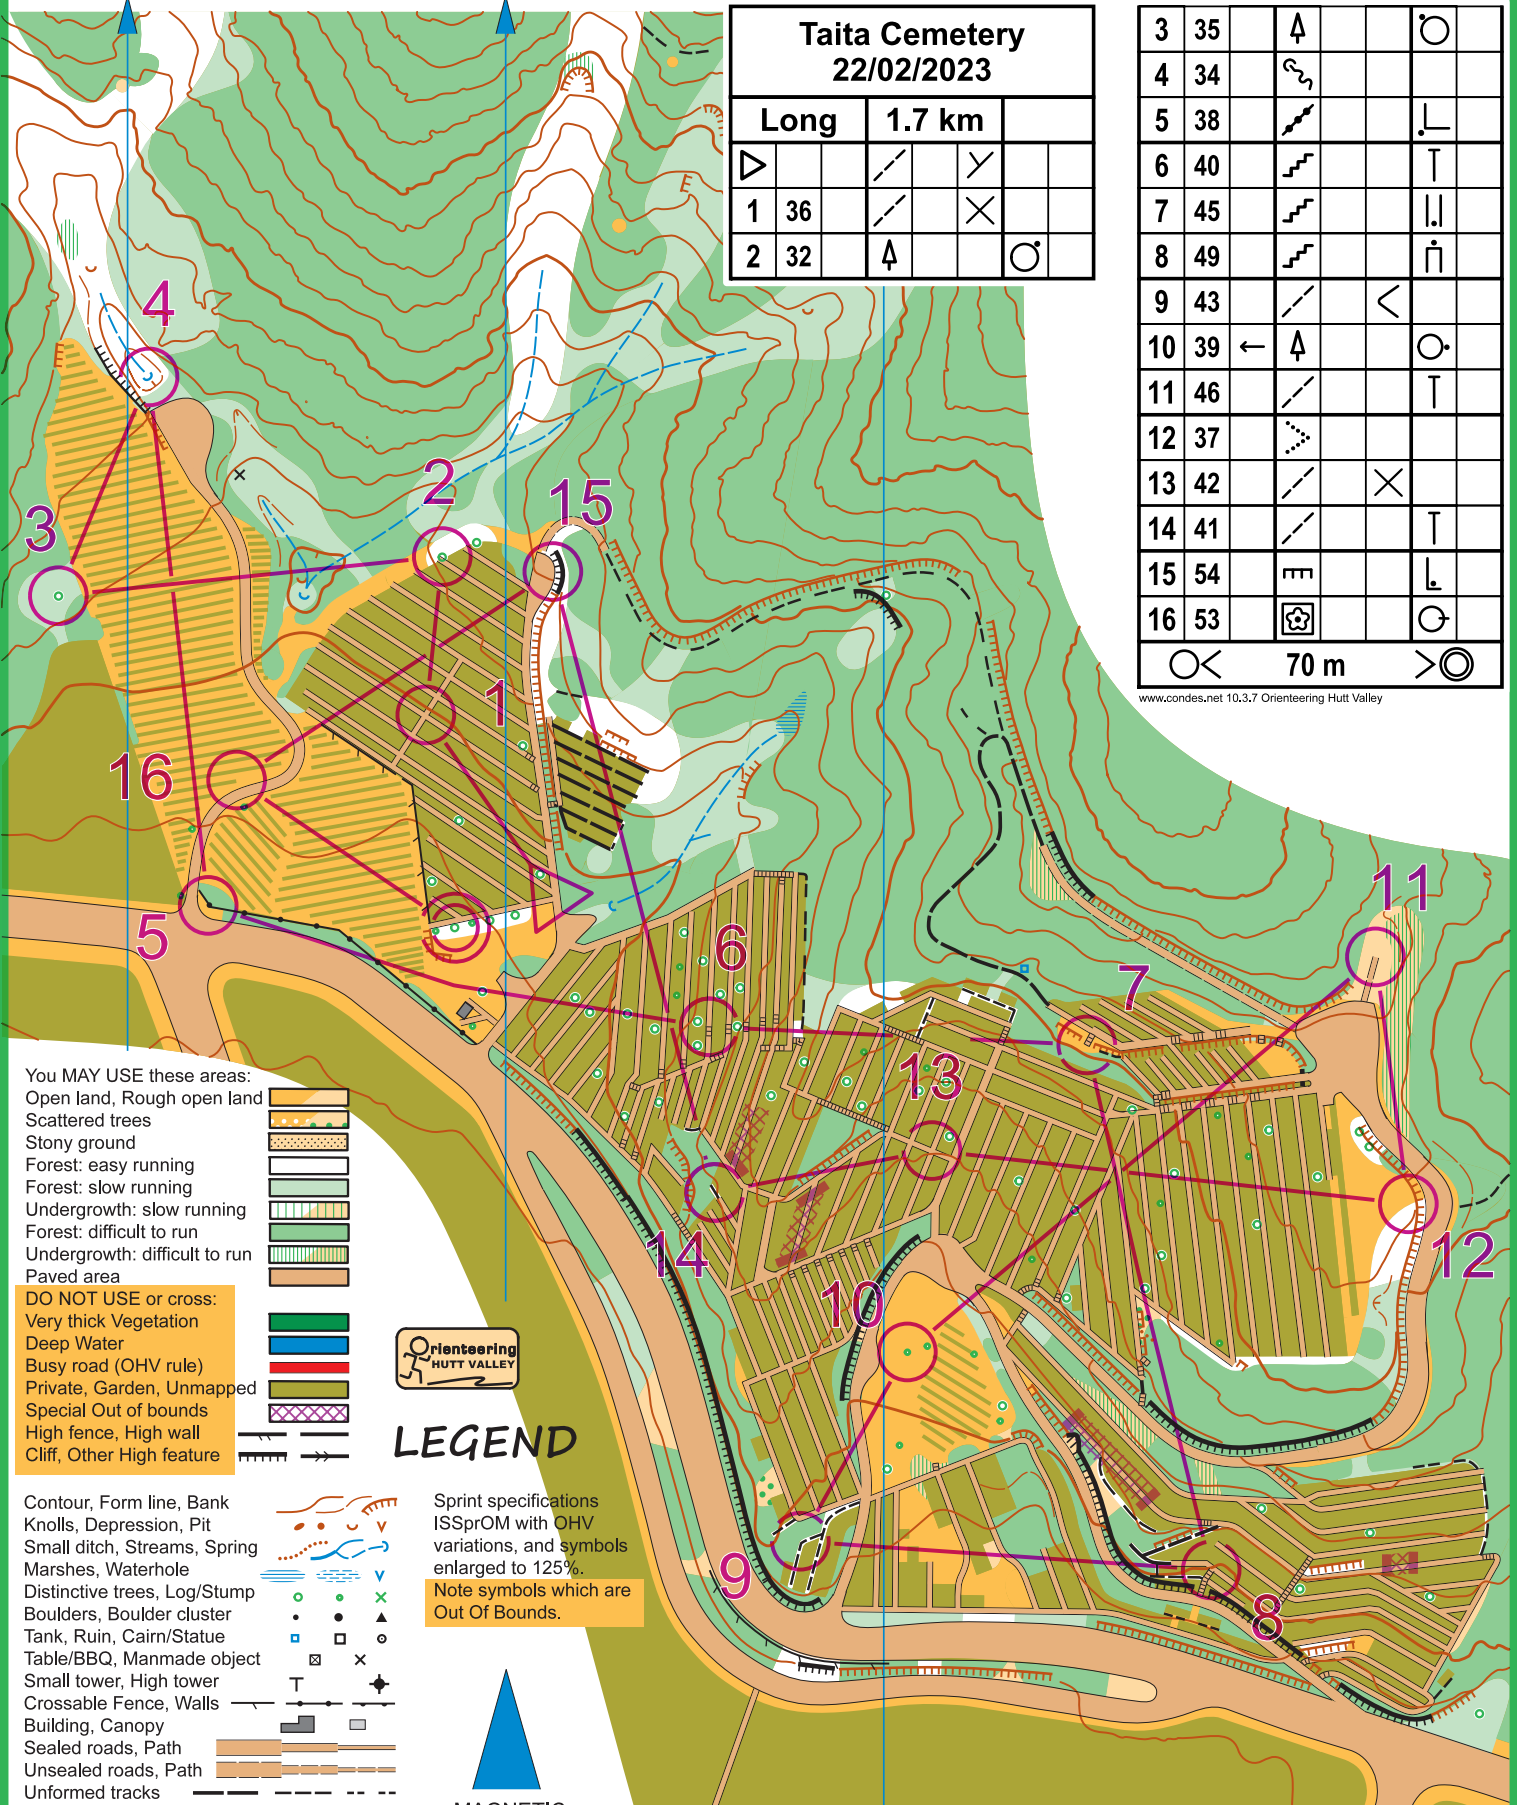 Taita Cemetery
22/02/2023
Long 1.7 km
1 36
2 32
3 35
4 34
5 38
6 40
7 45
8 49
9 43
10 39
11 46
12 37
13 42
14 41
15 54
16 53
70 m
www.condes.net 10.3.7 Orienteering Hutt Valley
4
2
15
3
1
16
5
6
7
11
13
14
12
10
9
8
You MAY USE these areas:
Open land, Rough open land
Scattered trees
Stony ground
Forest: easy running
Forest: slow running
Undergrowth: slow running
Forest: difficult to run
Undergrowth: difficult to run
Paved area
DO NOT USE or cross:
Very thick Vegetation
Deep Water
Busy road (OHV rule)
Private, Garden, Unmapped
Special Out of bounds
High fence, High wall
Cliff, Other High feature
rienteering
HUTT VALLEY
LEGEND
Contour, Form line, Bank
Knolls, Depression, Pit
Small ditch, Streams, Spring
Marshes, Waterhole
Distinctive trees, Log/Stump
Boulders, Boulder cluster
Tank, Ruin, Cairn/Statue
Table/BBQ, Manmade object
Small tower, High tower
Crossable Fence, Walls
Building, Canopy
Sealed roads, Path
Unsealed roads, Path
Unformed tracks
Sprint specifications
ISSprOM with OHV
variations, and symbols
enlarged to 125%.
Note symbols which are
Out Of Bounds.
MAGNETIC